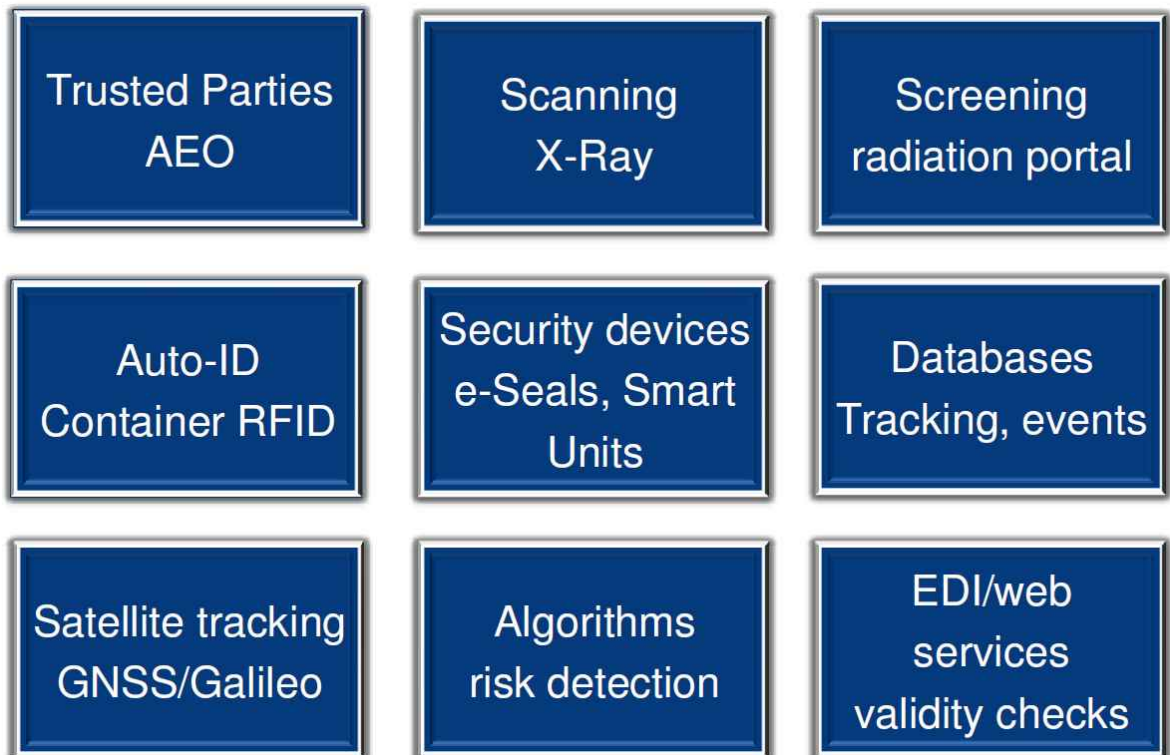 Trusted Parties
AEO
Scanning
X-Ray
Screening
radiation portal
Auto-ID
Container RFID
Security devices
e-Seals, Smart
Units
Databases
Tracking, events
Satellite tracking
GNSS/Galileo
Algorithms
risk detection
EDI/web
services
validity checks